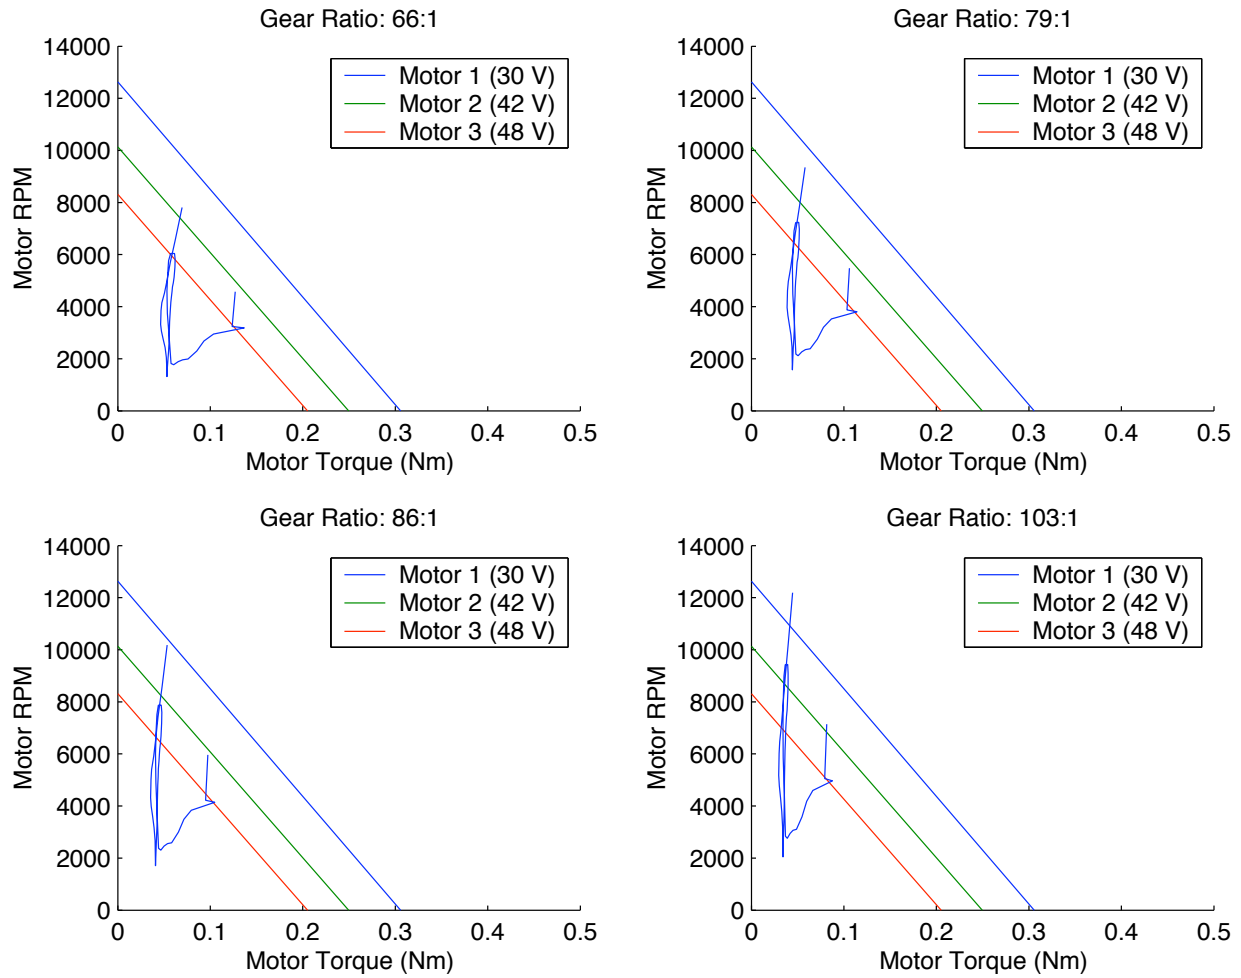 Gear Ratio: 66:1
14000
12000
10000
8000
6000
4000
2000
0
Motor RPM
Motor 1 (30 V)
Motor 2 (42 V)
Motor 3 (48 V)
0 0.1 0.2 0.3 0.4 0.5
Motor Torque (Nm)
Gear Ratio: 79:1
14000
12000
10000
8000
6000
4000
2000
0
Motor RPM
Motor 1 (30 V)
Motor 2 (42 V)
Motor 3 (48 V)
0 0.1 0.2 0.3 0.4 0.5
Motor Torque (Nm)
Gear Ratio: 86:1
14000
12000
10000
8000
6000
4000
2000
0
Motor RPM
Motor 1 (30 V)
Motor 2 (42 V)
Motor 3 (48 V)
0 0.1 0.2 0.3 0.4 0.5
Motor Torque (Nm)
Gear Ratio: 103:1
14000
12000
10000
8000
6000
4000
2000
0
Motor RPM
Motor 1 (30 V)
Motor 2 (42 V)
Motor 3 (48 V)
0 0.1 0.2 0.3 0.4 0.5
Motor Torque (Nm)